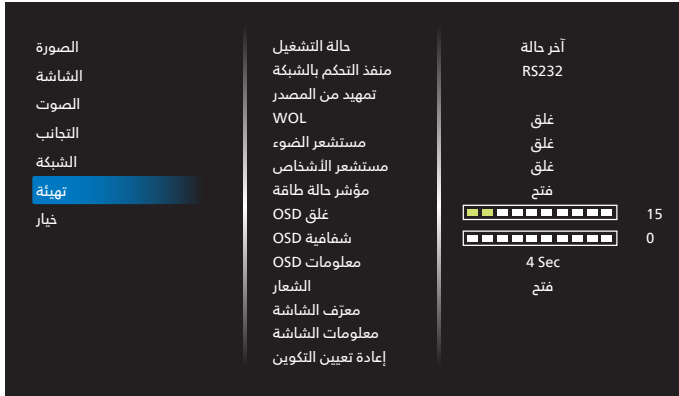 الصورة
الشاشة
الصوت
التجانب
الشبكة
تهيئة
خيار
حالة التشغيل آخر حالة
منفذ التحكم بالشبكة RS232
تمهيد من المصدر
WOL غلق
مستشعر الضوء غلق
مستشعر الأشخاص غلق
مؤشر حالة طاقة فتح
غلق OSD 15
شفافية OSD 0
معلومات OSD 4 Sec
الشعار فتح
معرّف الشاشة
معلومات الشاشة
إعادة تعيين التكوين